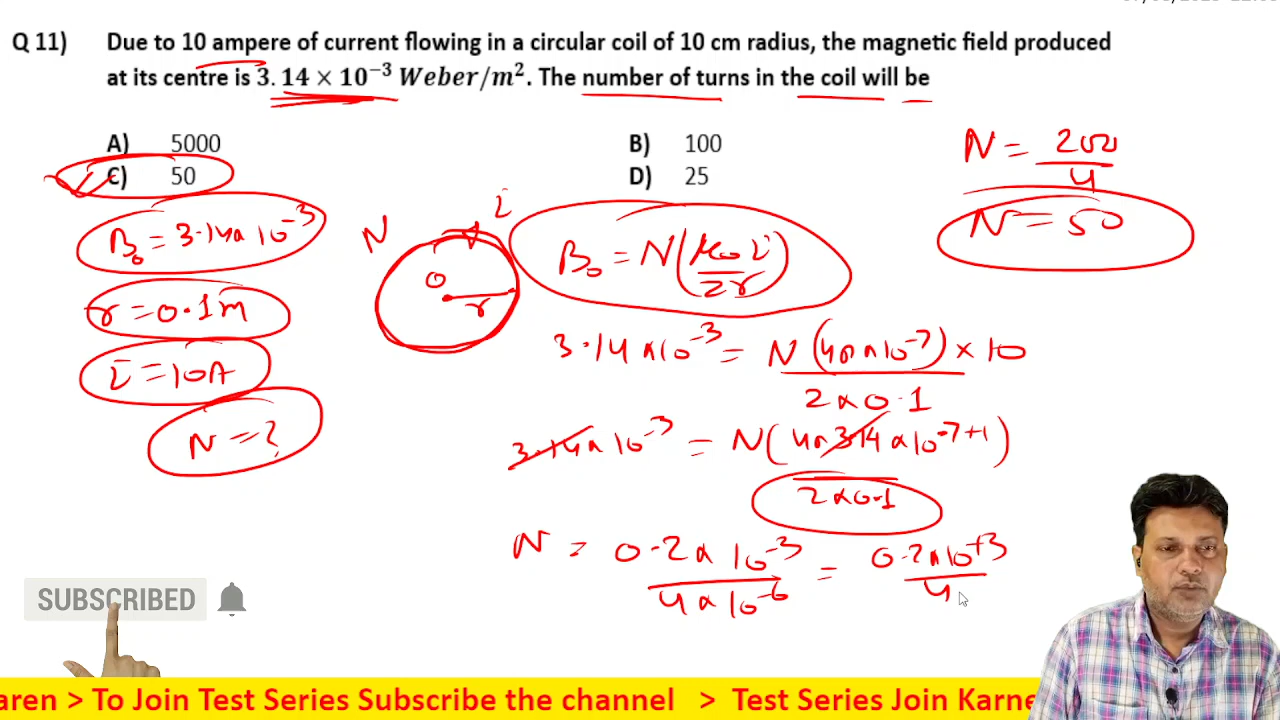 Q 11) Due to 10 ampere of current flowing in a circular coil of 10 cm radius, the magnetic field produced
at its centre is 3.14 × 10⁻³ Weber/m². The number of turns in the coil will be
A) 5000
B) 100
C) 50
D) 25
N = 200/4
N = 50
B₀ = 3.14 × 10⁻³
r = 0.1m
i = 10A
N = ?
N
i
O
r
B₀ = N(μ₀ i / 2r)
3.14 × 10⁻³ = N (4π × 10⁻⁷) × 10 / 2 × 0.1
3.14 × 10⁻³ = N (4 × 3.14 × 10⁻⁷⁺¹) / 2 × 0.1
N = 0.2 × 10⁻³ / 4 × 10⁻⁶ = 0.2 × 10⁺³ / 4
SUBSCRIBED
aren > To Join Test Series Subscribe the channel > Test Series Join Karne